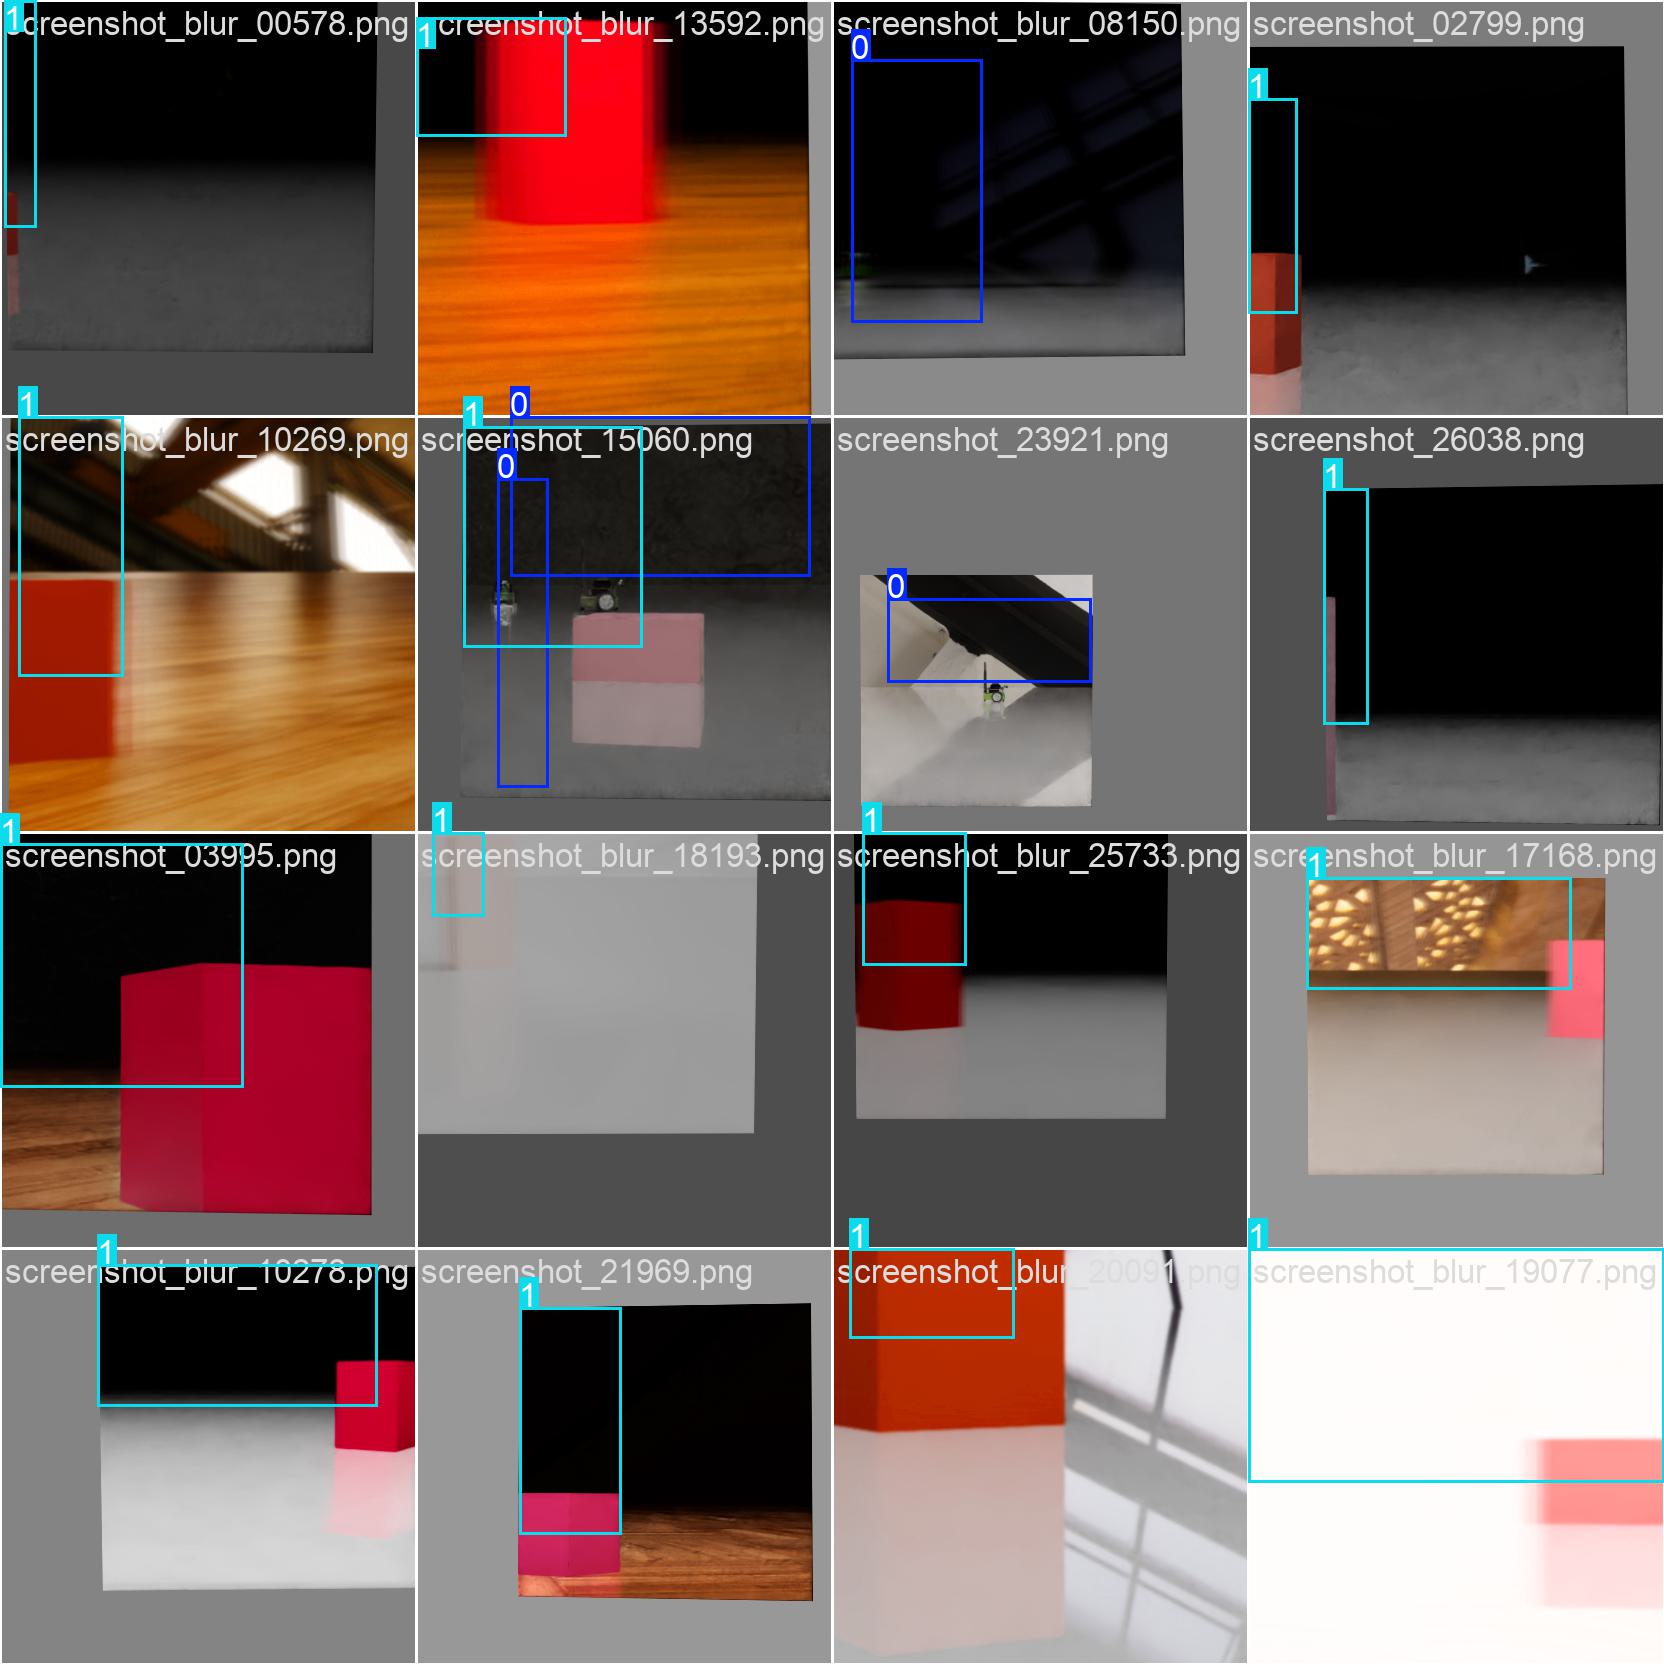 1
screenshot_blur_00578.png
1
screenshot_blur_13592.png
screenshot_blur_08150.png
0
screenshot_02799.png
1
1
screenshot_blur_10269.png
1
0
screenshot_15060.png
0
screenshot_23921.png
0
screenshot_26038.png
1
1
screenshot_03995.png
1
screenshot_blur_18193.png
1
screenshot_blur_25733.png
screenshot_blur_17168.png
1
1
screenshot_blur_10278.png
screenshot_21969.png
1
1
screenshot_blur_20091.png
1
screenshot_blur_19077.png